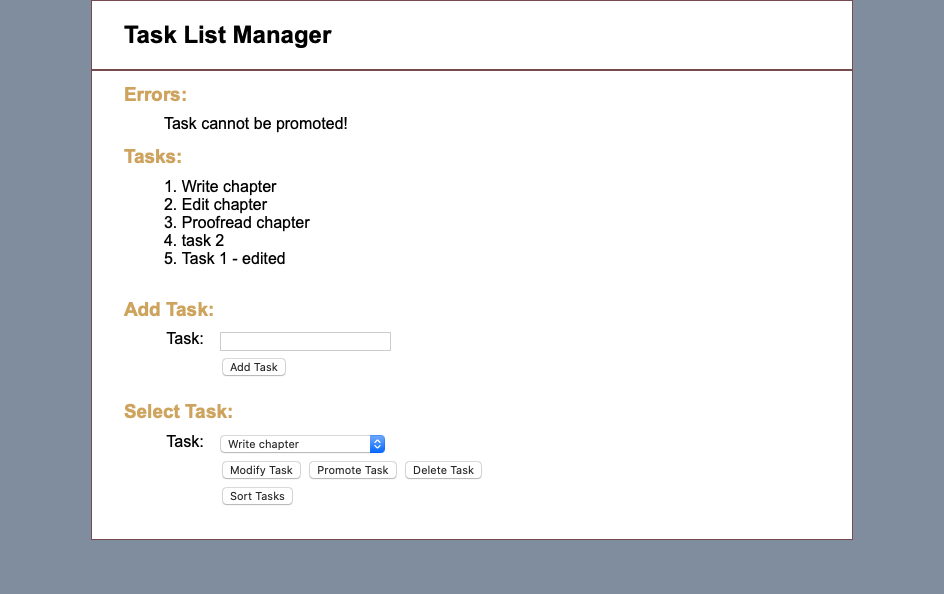 Task List Manager
Errors:
Task cannot be promoted!
Tasks:
1. Write chapter
2. Edit chapter
3. Proofread chapter
4. task 2
5. Task 1 - edited
Add Task:
Task:
Add Task
Select Task:
Task: Write chapter
Modify Task Promote Task Delete Task
Sort Tasks